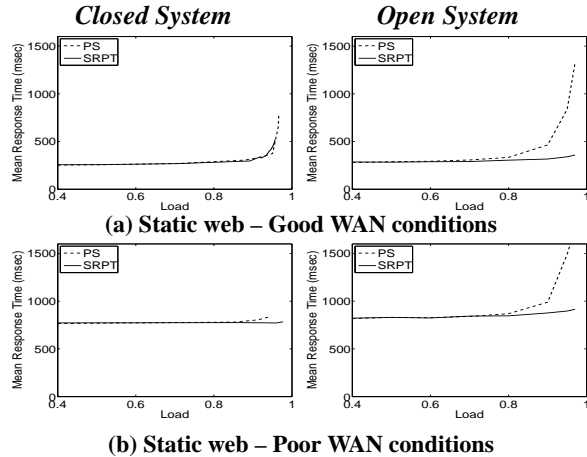 Closed System
Open System
1500
1000
500
0
0.4
0.6
0.8
1
Mean Response Time (msec)
Load
PS
SRPT
1500
1000
500
0
0.4
0.6
0.8
1
Mean Response Time (msec)
Load
PS
SRPT
(a) Static web – Good WAN conditions
1500
1000
500
0
0.4
0.6
0.8
1
Mean Response Time (msec)
Load
PS
SRPT
1500
1000
500
0
0.4
0.6
0.8
1
Mean Response Time (msec)
Load
PS
SRPT
(b) Static web – Poor WAN conditions